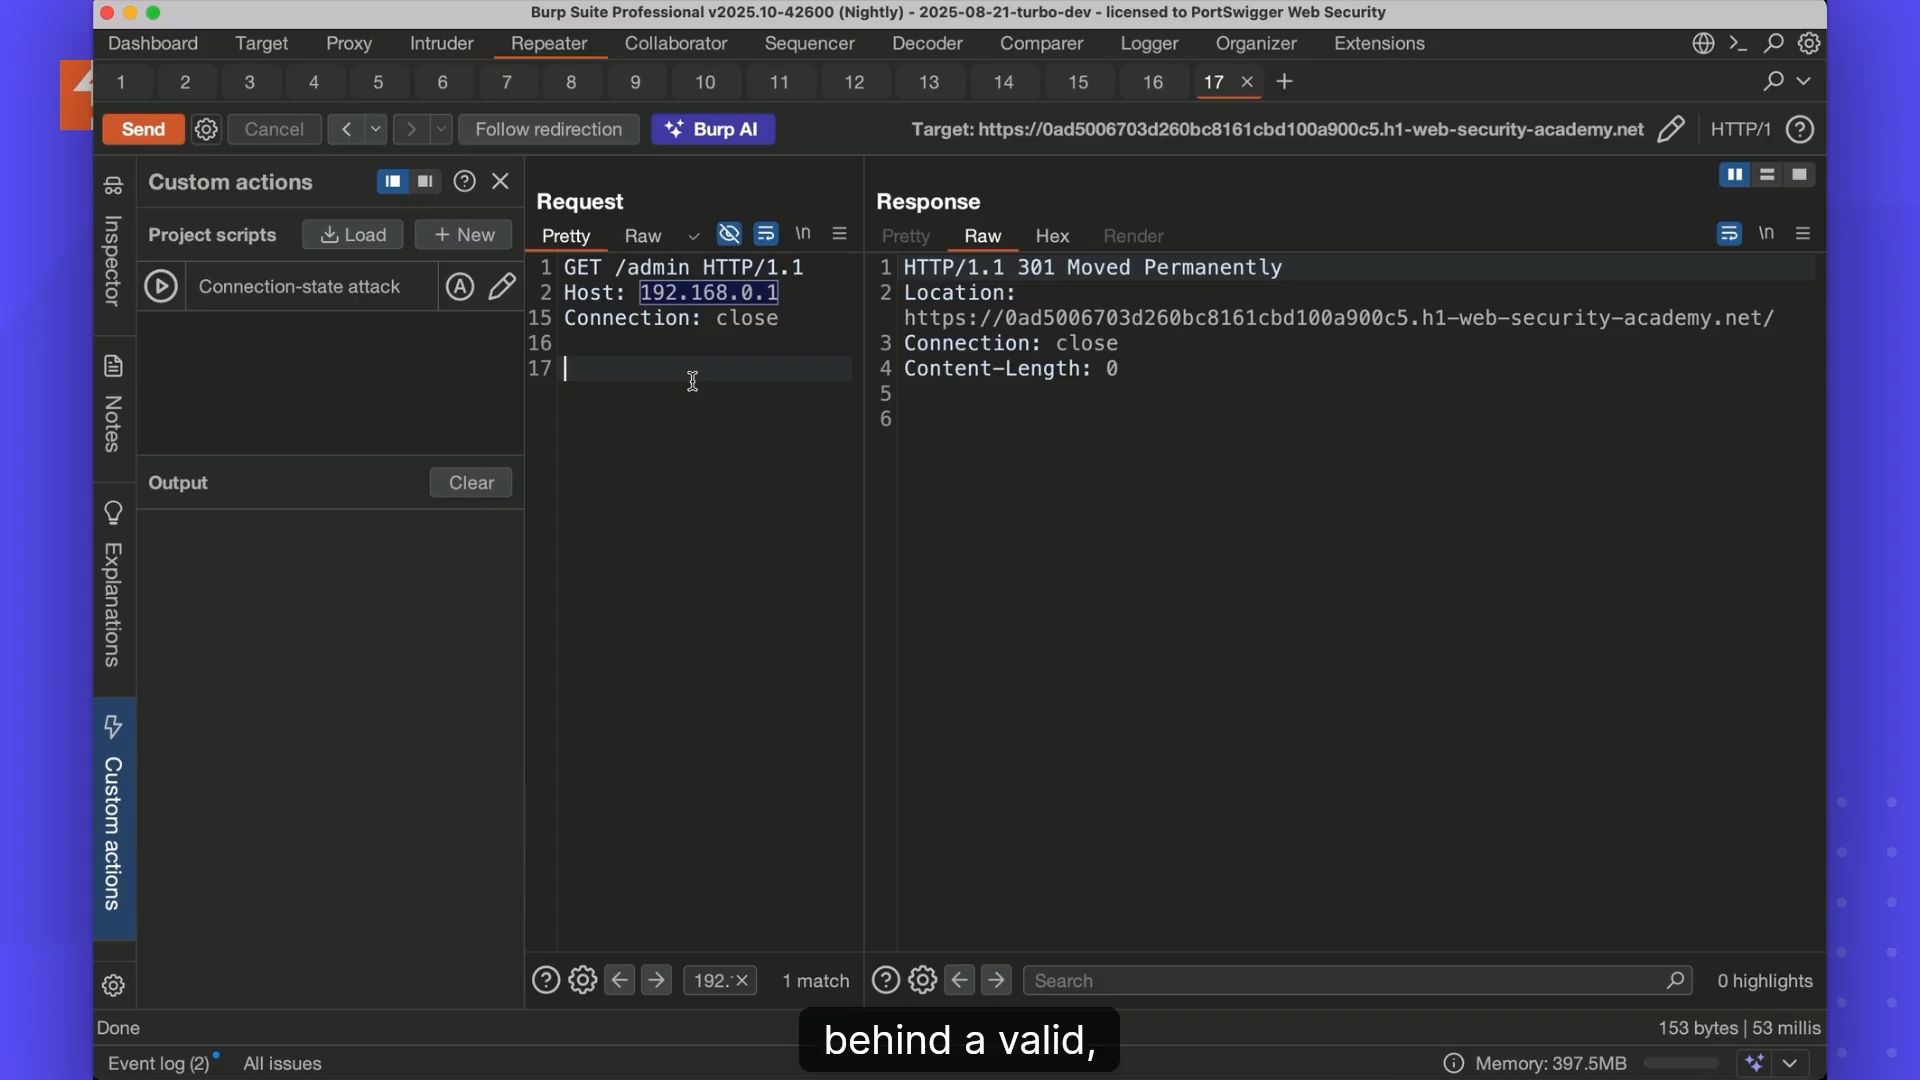 Burp Suite Professional v2025.10-42600 (Nightly) - 2025-08-21-turbo-dev - licensed to PortSwigger Web Security
Dashboard Target Proxy Intruder Repeater Collaborator Sequencer Decoder Comparer Logger Organizer Extensions
1 2 3 4 5 6 7 8 9 10 11 12 13 14 15 16 17 × +
Send Cancel < > Follow redirection Burp AI Target: https://0ad5006703d260bc8161cbd100a900c5.h1-web-security-academy.net HTTP/1 ?
Inspector
Notes
Explanations
Custom actions
Custom actions
Project scripts Load + New
Connection-state attack A
Output Clear
Request
Pretty Raw \n
1 GET /admin HTTP/1.1
2 Host: 192.168.0.1
15 Connection: close
16
17
192. × 1 match
Response
Pretty Raw Hex Render \n
1 HTTP/1.1 301 Moved Permanently
2 Location:
https://0ad5006703d260bc8161cbd100a900c5.h1-web-security-academy.net/
3 Connection: close
4 Content-Length: 0
5
6
Search 0 highlights
Done 153 bytes | 53 millis
behind a valid,
Event log (2) All issues Memory: 397.5MB